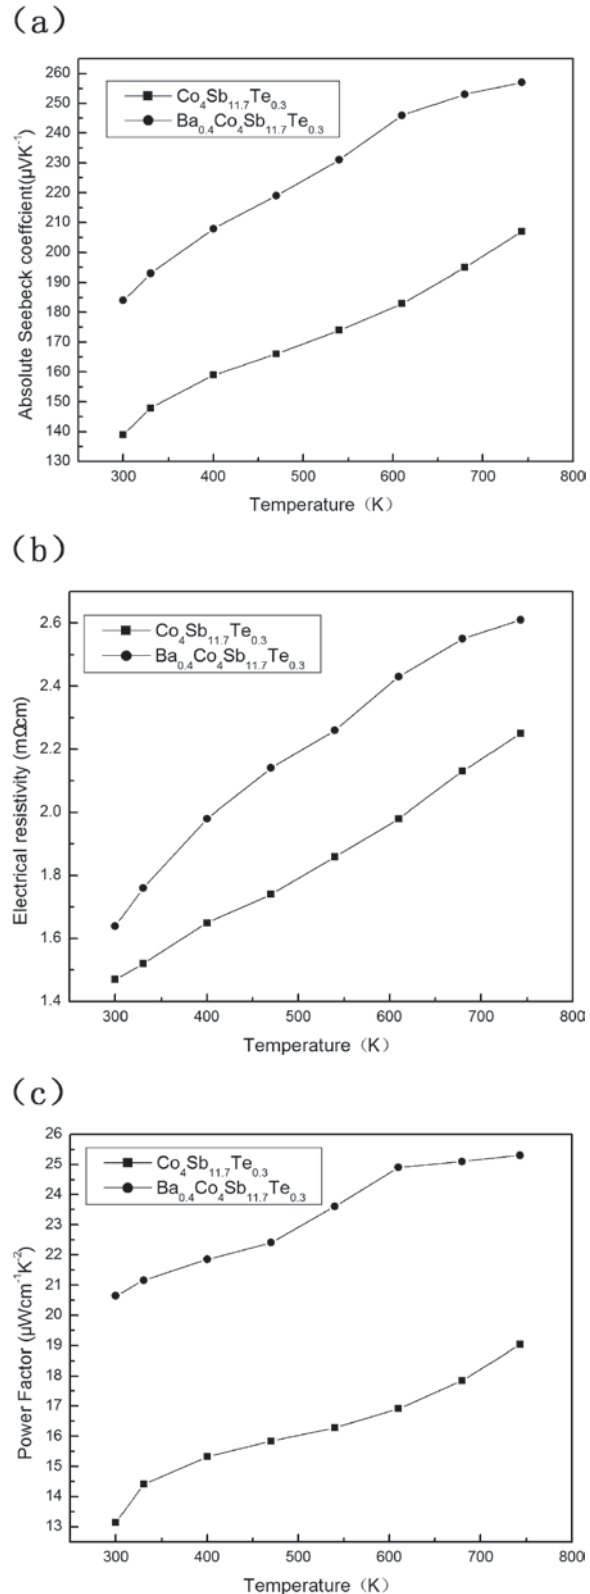 (a)
260
250
240
230
220
210
200
190
180
170
160
150
140
130
Absolute Seebeck coeffcient(μVK⁻¹)
Co₄Sb₁₁.₇Te₀.₃
Ba₀.₄Co₄Sb₁₁.₇Te₀.₃
300 400 500 600 700 800
Temperature（K）
(b)
2.6
2.4
2.2
2.0
1.8
1.6
1.4
Electrical resistivity (mΩcm)
Co₄Sb₁₁.₇Te₀.₃
Ba₀.₄Co₄Sb₁₁.₇Te₀.₃
300 400 500 600 700 800
Temperature（K）
(c)
26
25
24
23
22
21
20
19
18
17
16
15
14
13
Power Factor (μWcm⁻¹K⁻²)
Co₄Sb₁₁.₇Te₀.₃
Ba₀.₄Co₄Sb₁₁.₇Te₀.₃
300 400 500 600 700 800
Temperature（K）